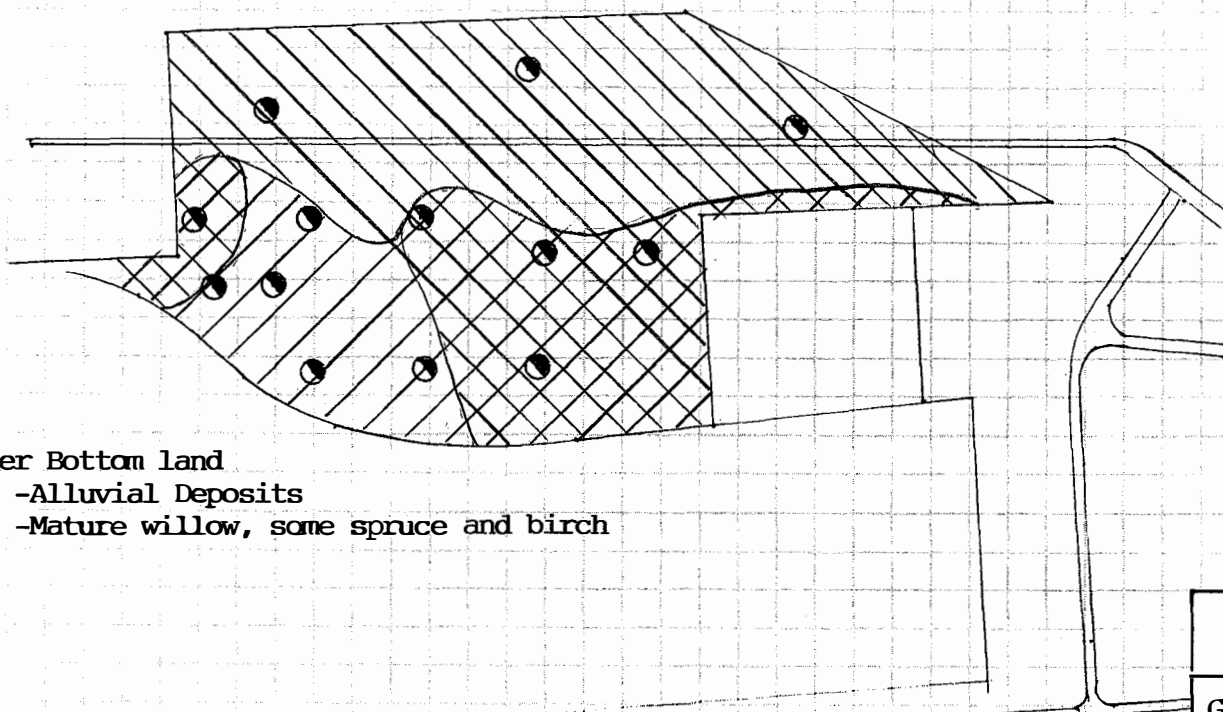 er Bottom land
-Alluvial Deposits
-Mature willow, some spruce and birch
G